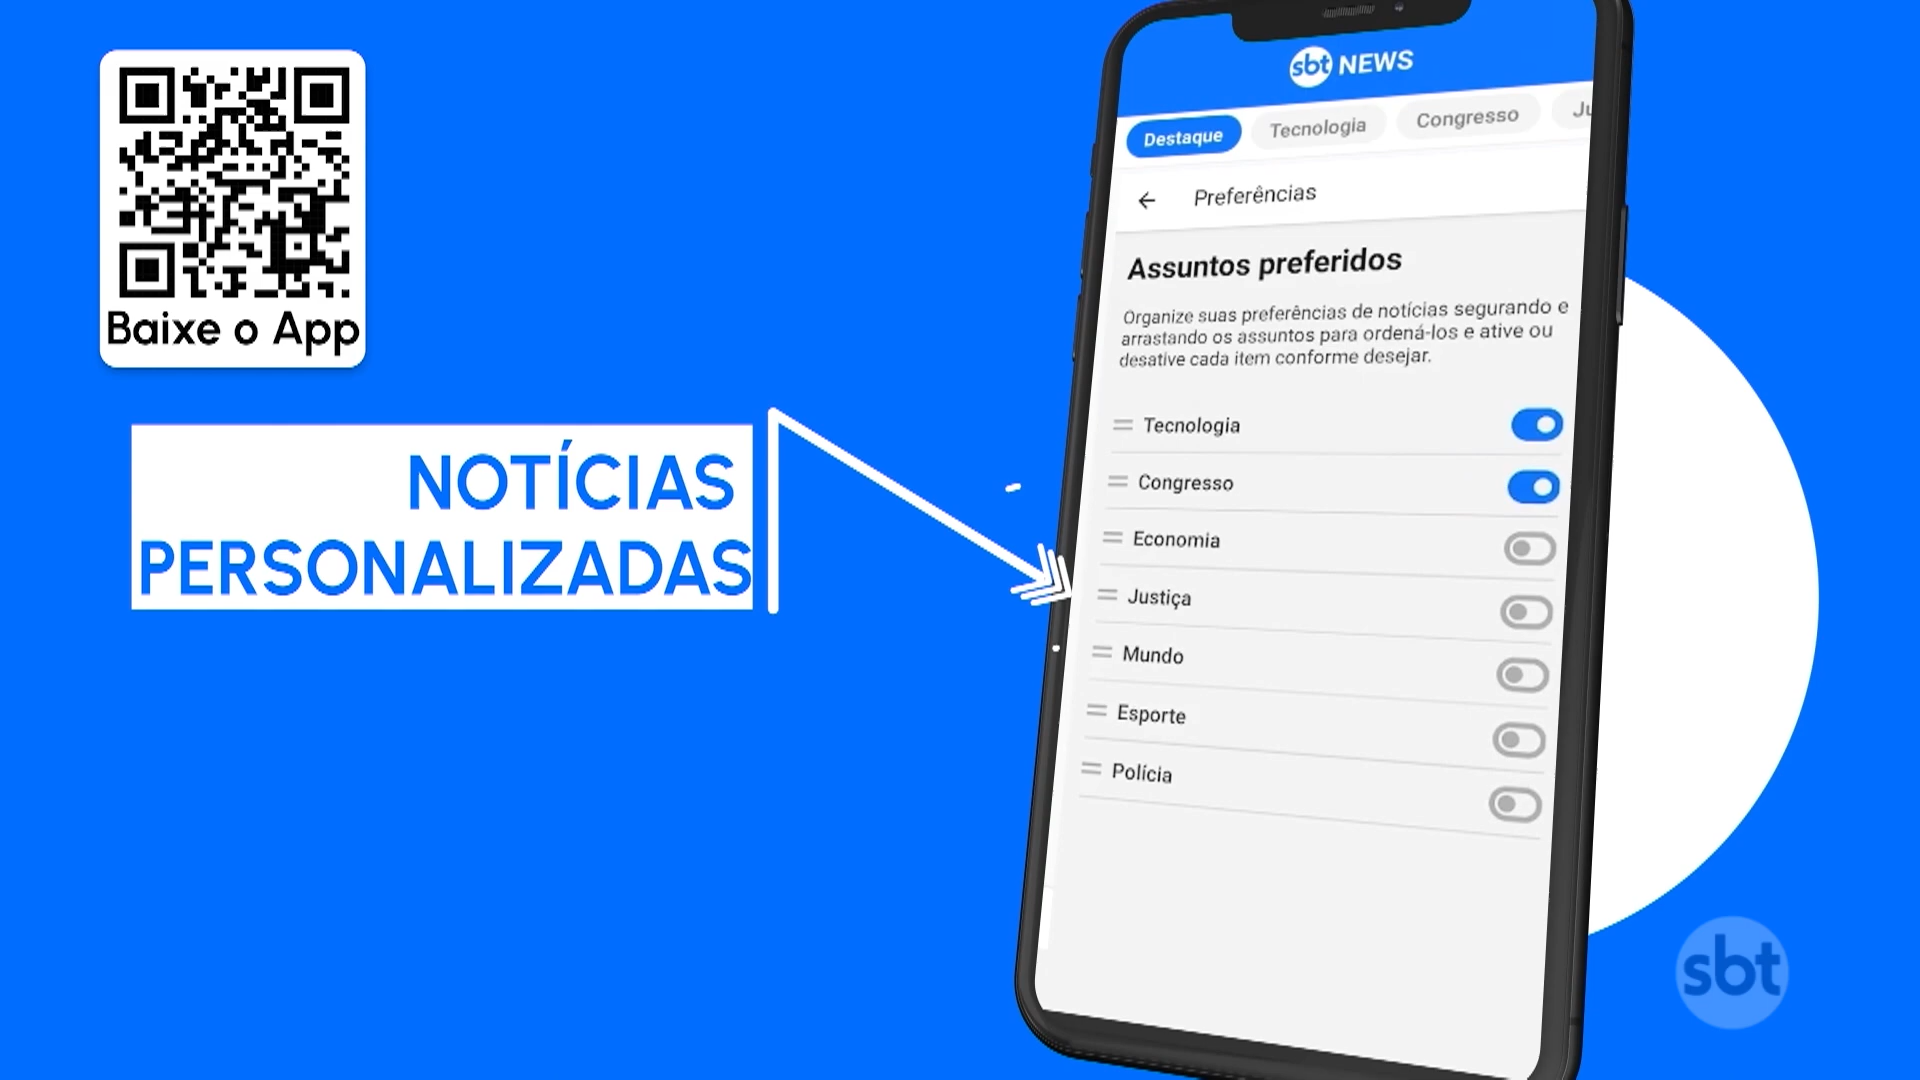 Baixe o App
NOTÍCIAS
PERSONALIZADAS
sbt NEWS
Destaque
Tecnologia
Congresso
Preferências
Assuntos preferidos
Organize suas preferências de notícias segurando e
arrastando os assuntos para ordená-los e ative ou
desative cada item conforme desejar.
Tecnologia
Congresso
Economia
Justiça
Mundo
Esporte
Polícia
sbt